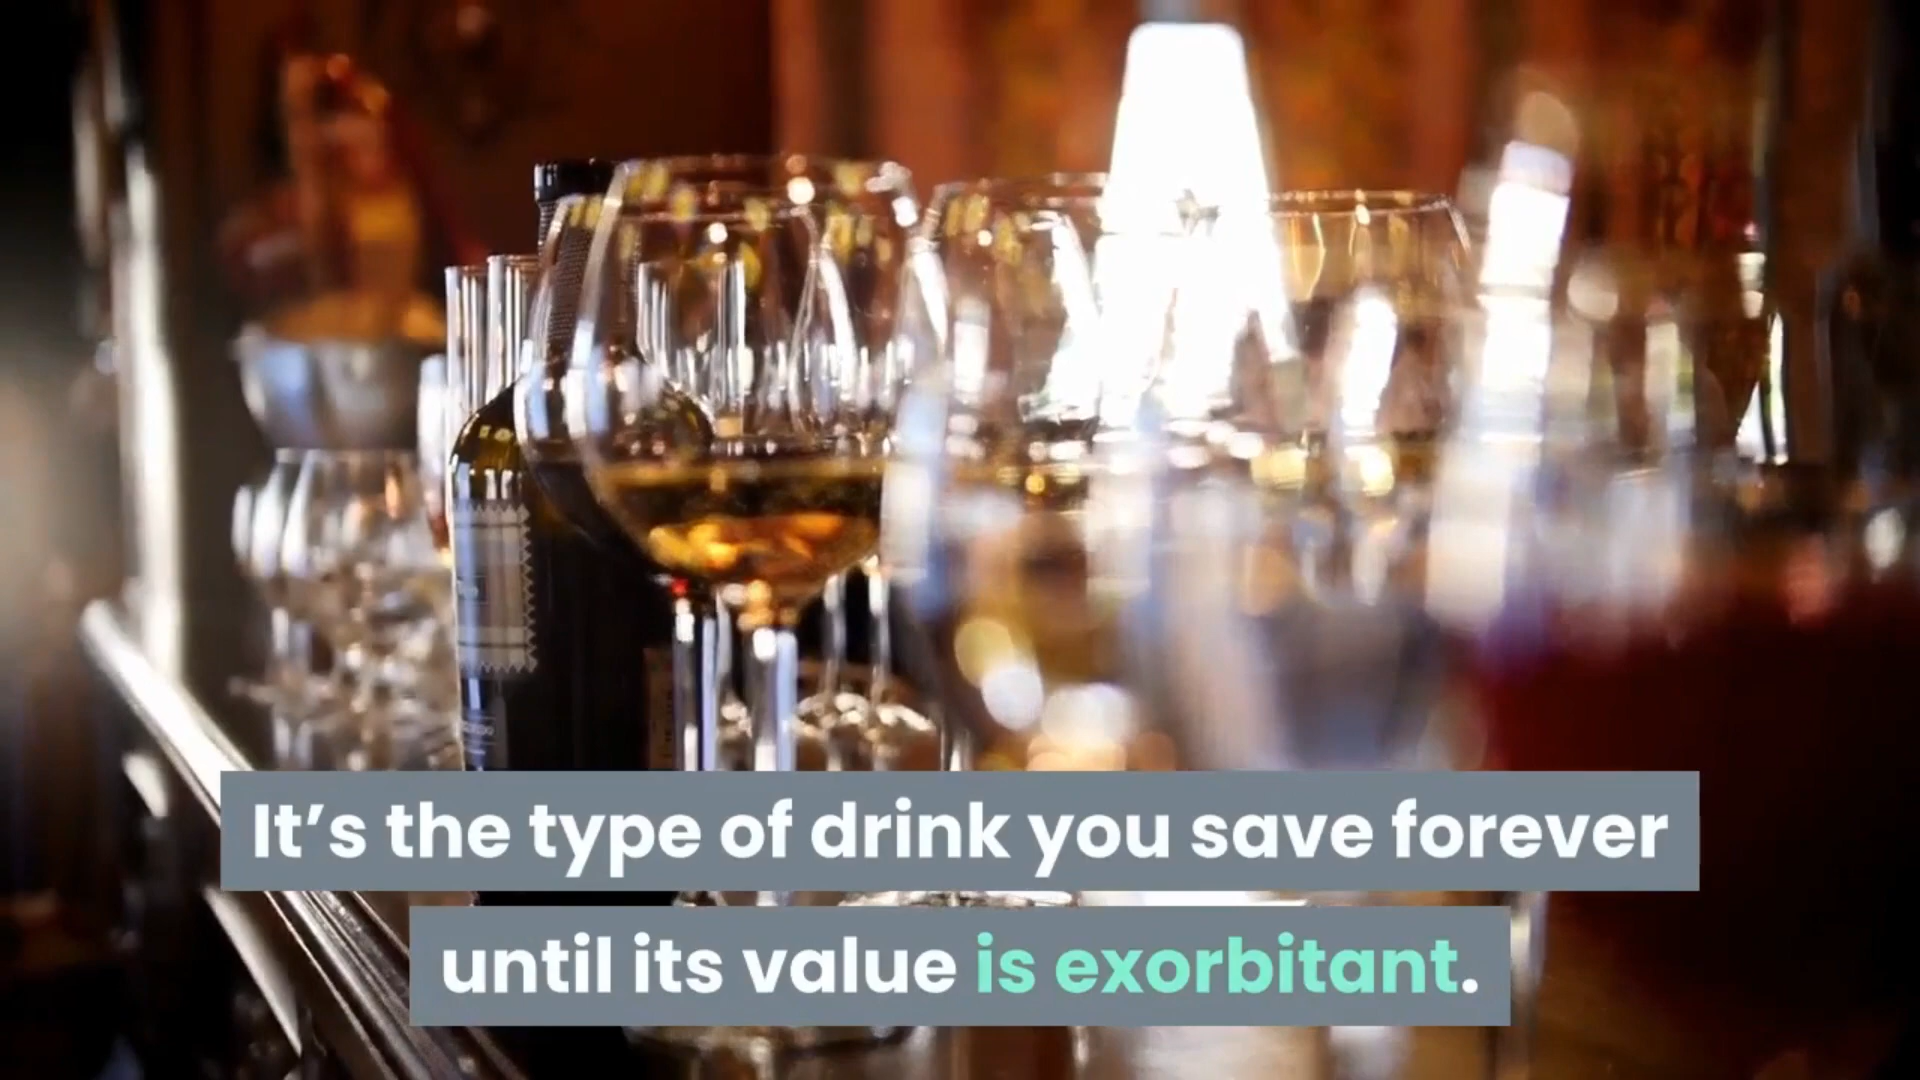 It’s the type of drink you save forever
until its value is exorbitant.